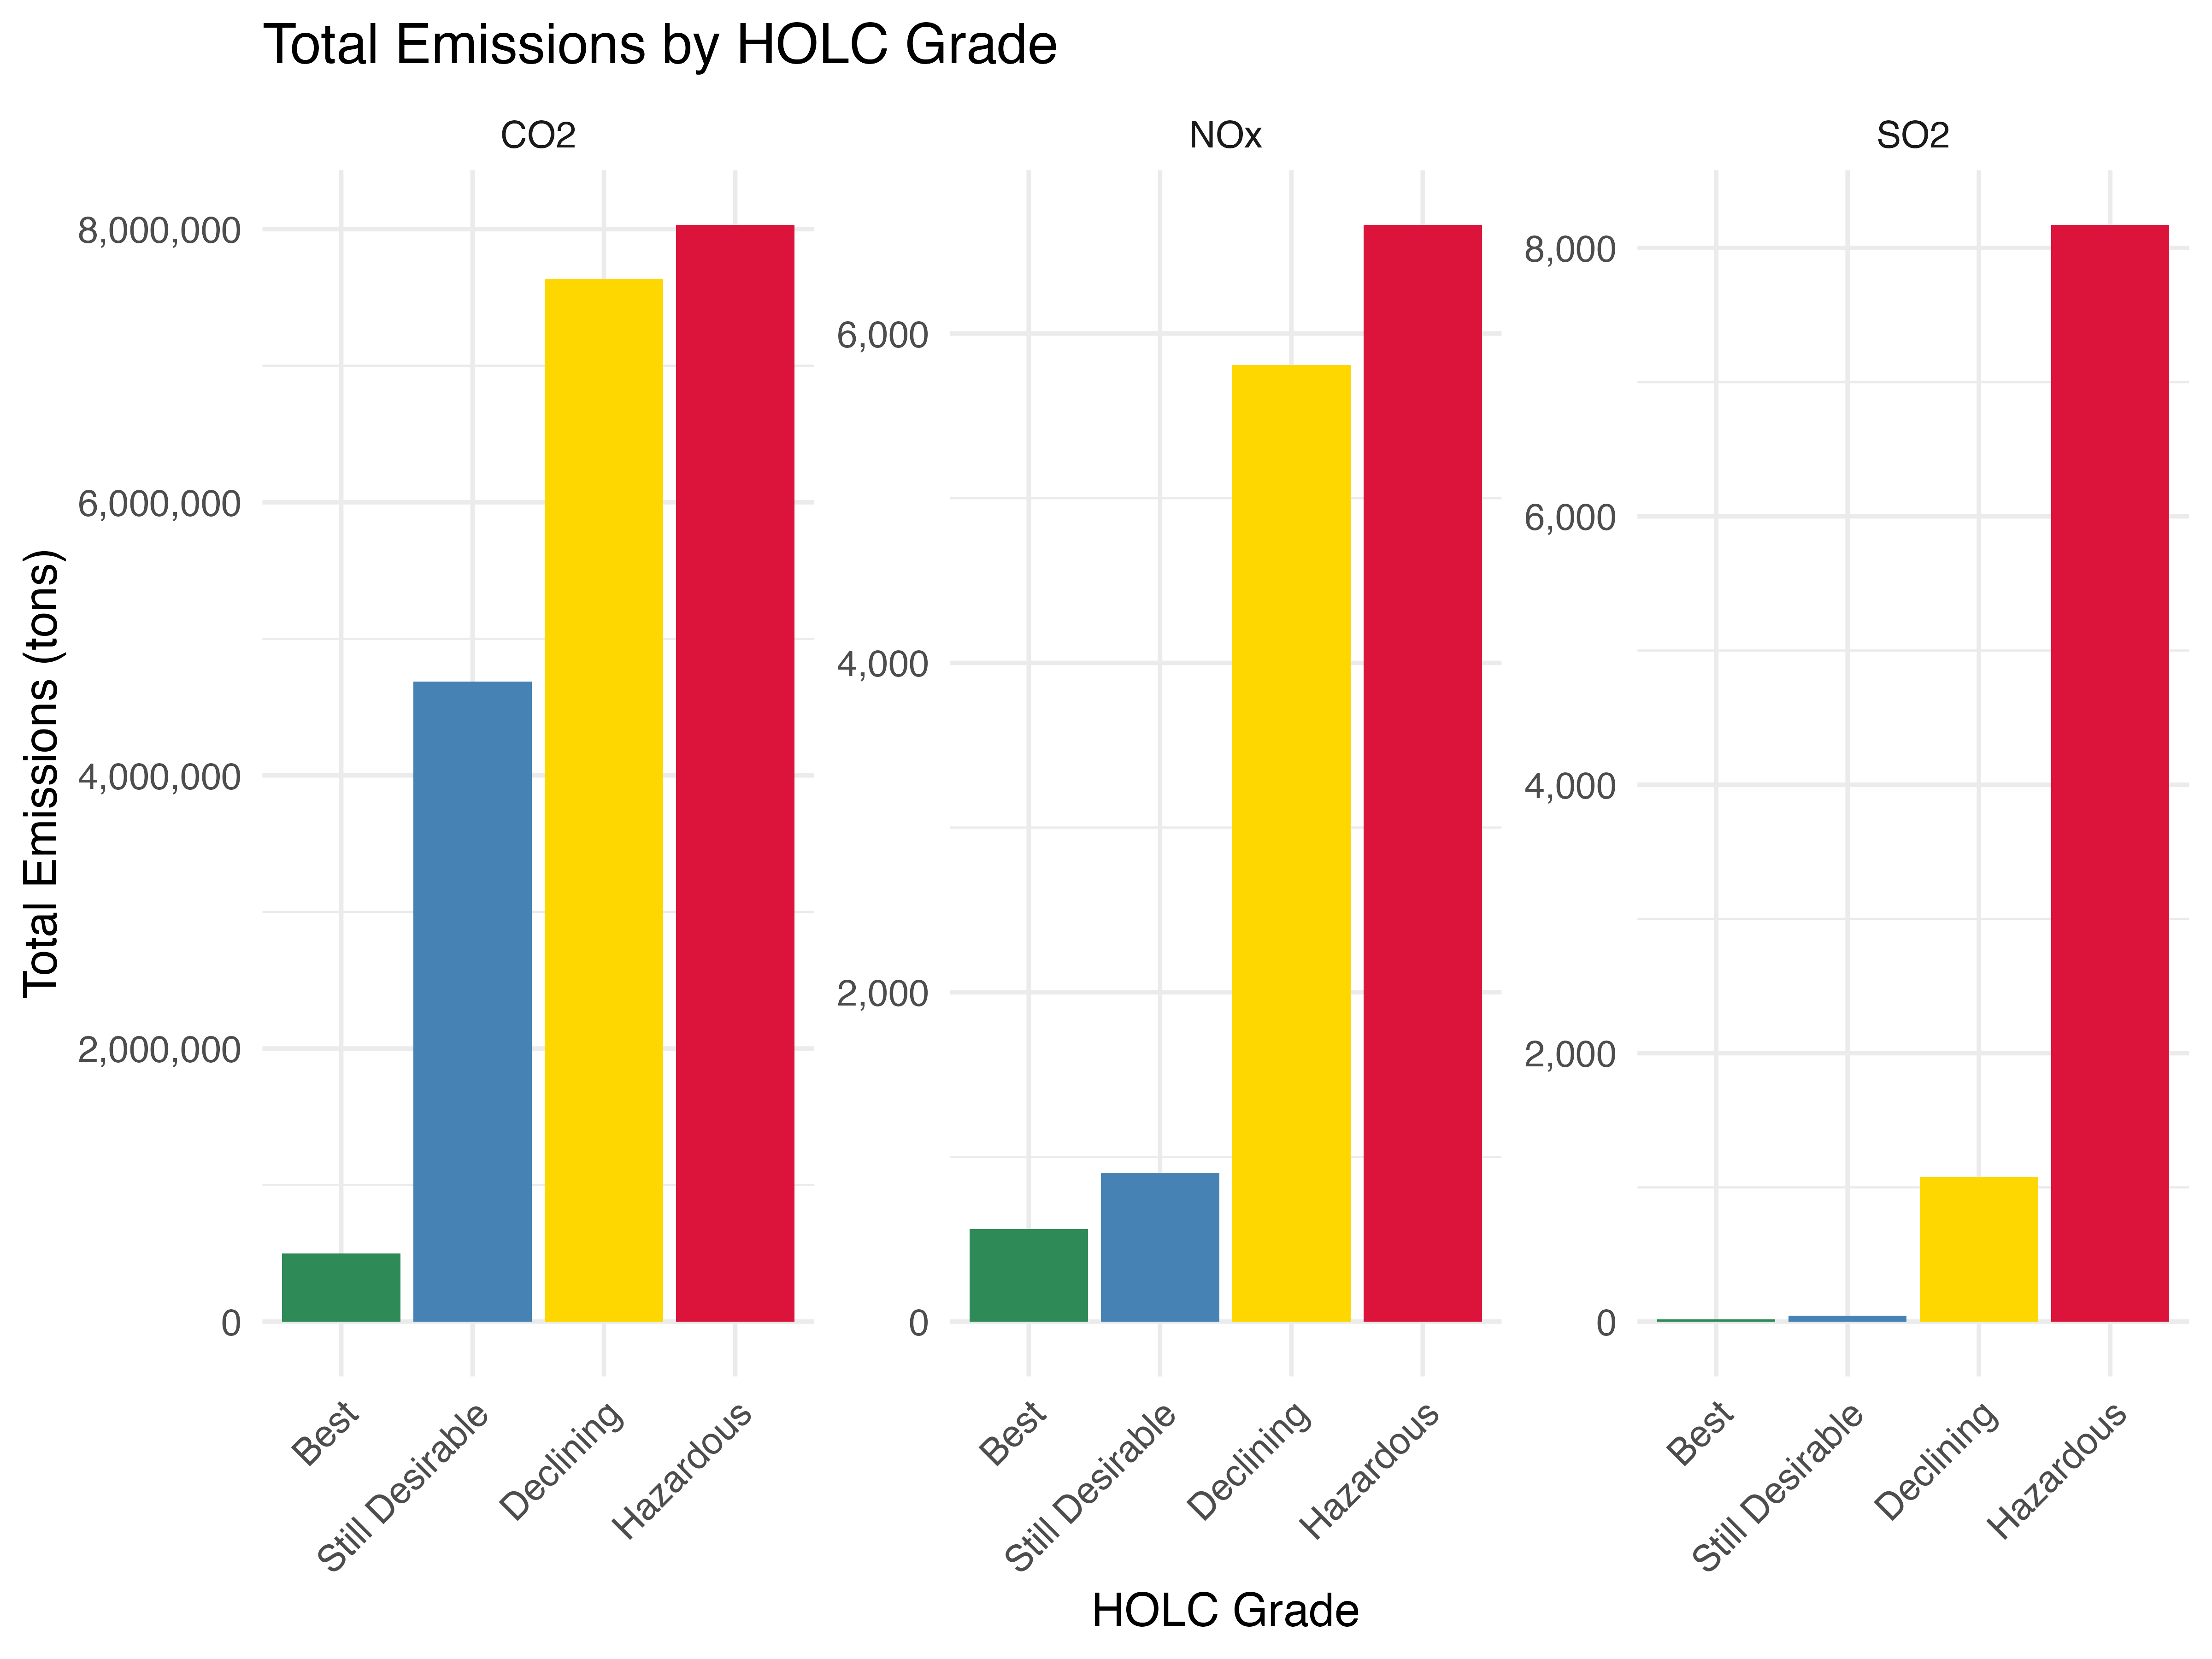 Total Emissions by HOLC Grade
CO2
NOx
SO2
Total Emissions (tons)
8,000,000
6,000,000
4,000,000
2,000,000
0
6,000
4,000
2,000
0
8,000
6,000
4,000
2,000
0
Best
Still Desirable
Declining
Hazardous
Best
Still Desirable
Declining
Hazardous
Best
Still Desirable
Declining
Hazardous
HOLC Grade